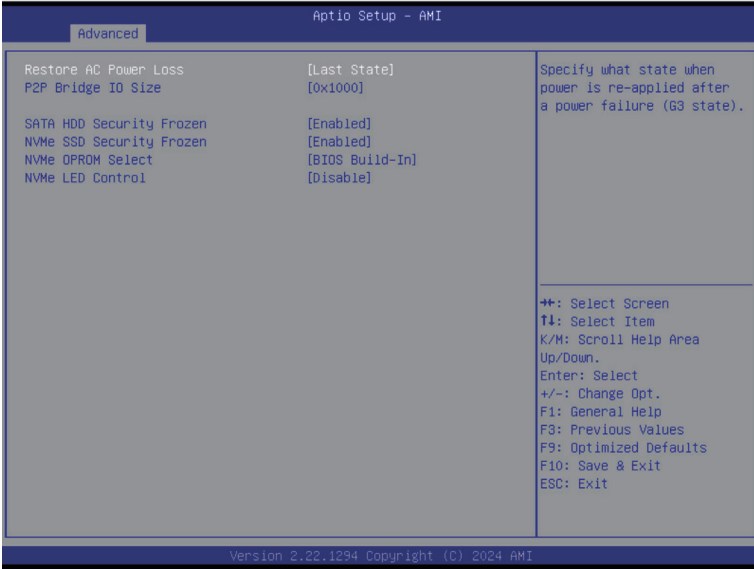 Aptio Setup – AMI
Advanced
Restore AC Power Loss [Last State]
P2P Bridge IO Size [0x1000]
SATA HDD Security Frozen [Enabled]
NVMe SSD Security Frozen [Enabled]
NVMe OPROM Select [BIOS Build-In]
NVMe LED Control [Disable]
Specify what state when
power is re-applied after
a power failure (G3 state).
→←: Select Screen
↑↓: Select Item
K/M: Scroll Help Area
Up/Down.
Enter: Select
+/-: Change Opt.
F1: General Help
F3: Previous Values
F9: Optimized Defaults
F10: Save & Exit
ESC: Exit
Version 2.22.1294 Copyright (C) 2024 AMI